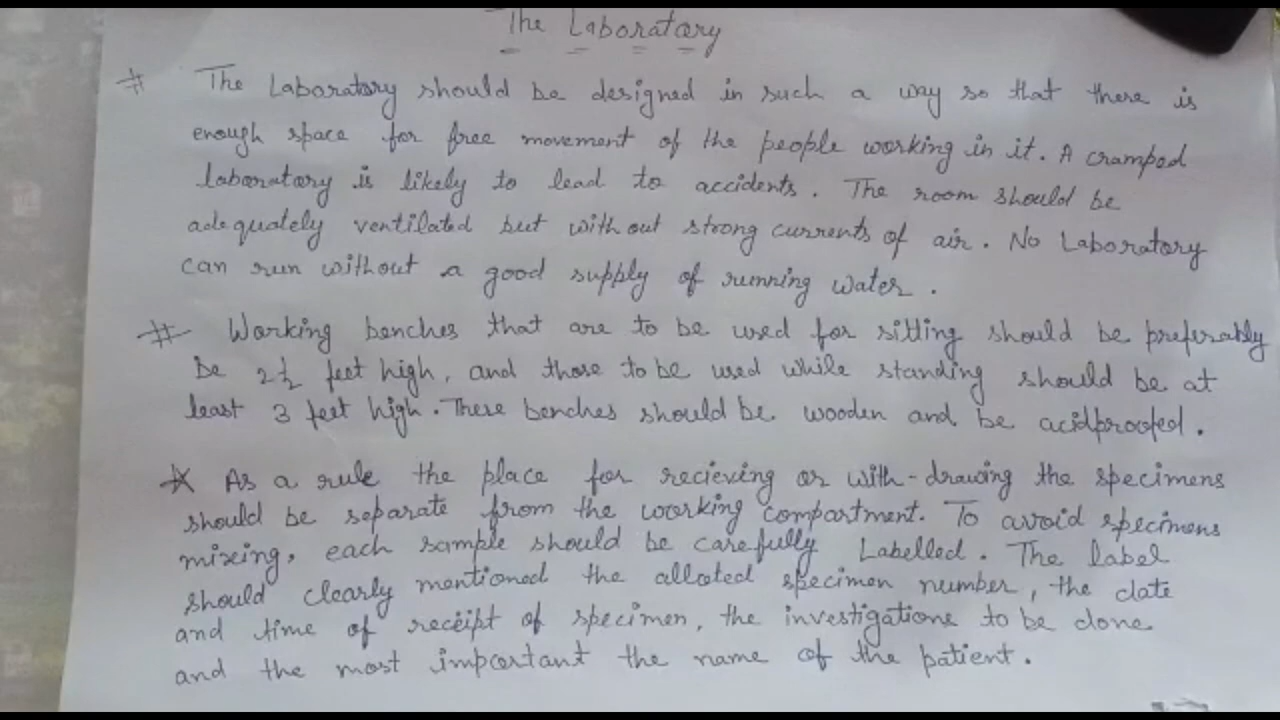 The Laboratory
# The Laboratory should be designed in such a way so that there is
enough space for free movement of the people working in it. A cramped
laboratory is likely to lead to accidents. The room should be
adequately ventilated but without strong currents of air. No Laboratory
can run without a good supply of running water.
# Working benches that are to be used for sitting should be preferably
be 2½ feet high, and those to be used while standing should be at
least 3 feet high. These benches should be wooden and be acidproofed.
☆ As a rule the place for recieving or with-drawing the specimens
should be separate from the working compartment. To avoid specimens
mixing, each sample should be carefully Labelled. The label
should clearly mentioned the alloted specimen number, the date
and time of receipt of specimen, the investigations to be done
and the most important the name of the patient.